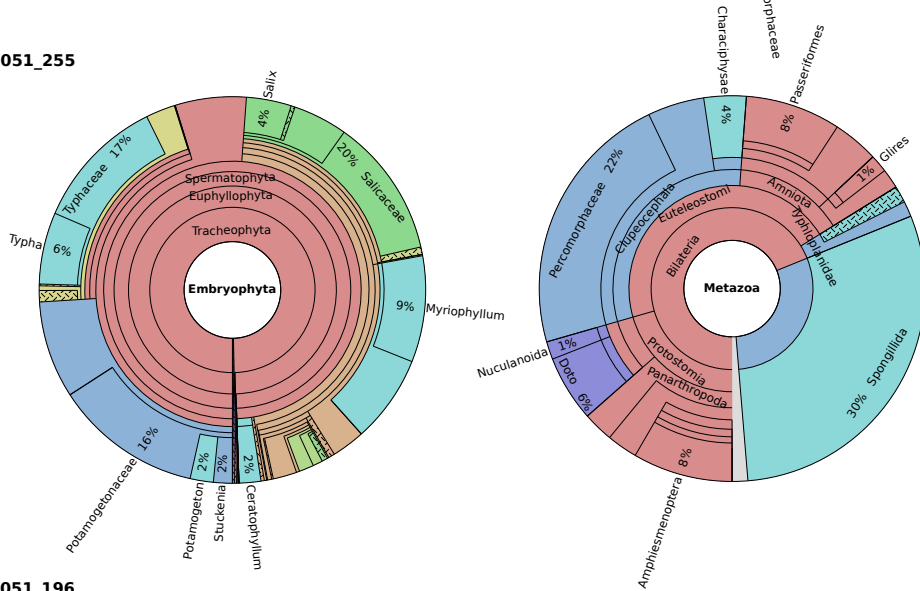 051_255
Salix
4%
20%
Salicaceae
17%
Typhaceae
Typha
6%
Spermatophyta
Euphyllophyta
Tracheophyta
Embryophyta
9%
Myriophyllum
16%
Potamogetonaceae
2%
Potamogeton
2%
Stuckenia
2%
Ceratophyllum
orphaceae
Characiphysae
4%
Passeriformes
8%
Glires
1%
22%
Percomorphaceae
Clupeocephala
Euteleostomi
Amniota
Typhloplanidae
Bilateria
Metazoa
Nuculanoida
1%
Doto
6%
Protostomia
Panarthropoda
8%
Amphiesmenoptera
30% Spongillida
051_196